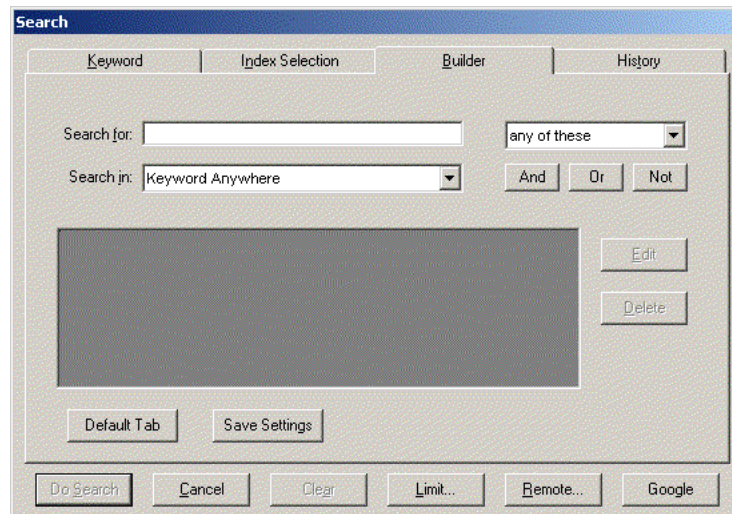 Search
Keyword Index Selection Builder History
Search for: any of these
Search in: Keyword Anywhere And Or Not
Edit
Delete
Default Tab Save Settings
Do Search Cancel Clear Limit... Remote... Google